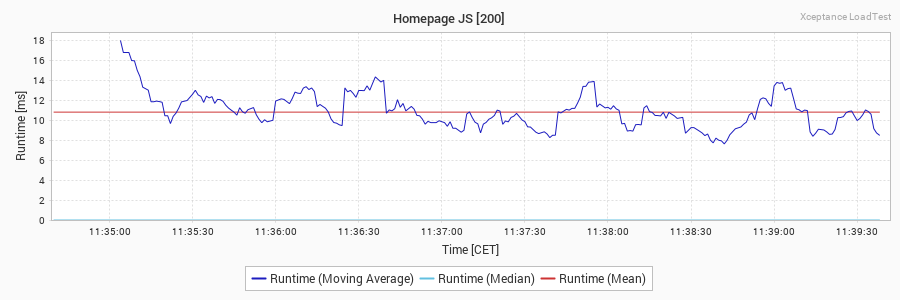 Homepage JS [200]
Xceptance LoadTest
Runtime [ms]
18
16
14
12
10
8
6
4
2
0
11:35:00 11:35:30 11:36:00 11:36:30 11:37:00 11:37:30 11:38:00 11:38:30 11:39:00 11:39:30
Time [CET]
Runtime (Moving Average) Runtime (Median) Runtime (Mean)